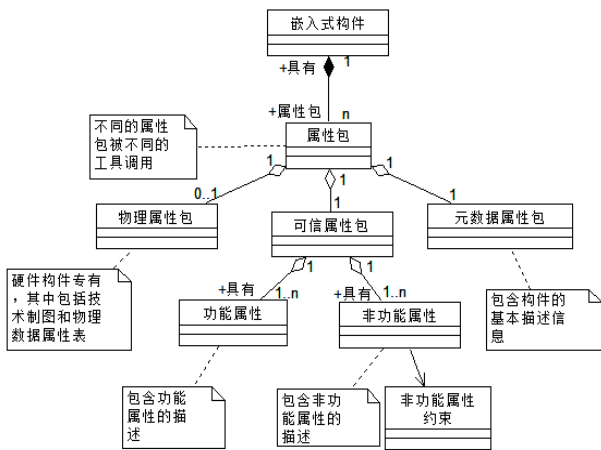 嵌入式构件
+具有
1
+属性包
n
不同的属性
包被不同的
工具调用
属性包
1
1
1
0..1
1
1
物理属性包
可信属性包
元数据属性包
1
1
硬件构件专有
，其中包括技
术制图和物理
数据属性表
+具有
1..n
+具有
1..n
包含构件的
基本描述信
息
功能属性
非功能属性
包含功能
属性的描
述
包含非功
能属性的
描述
非功能属性
约束